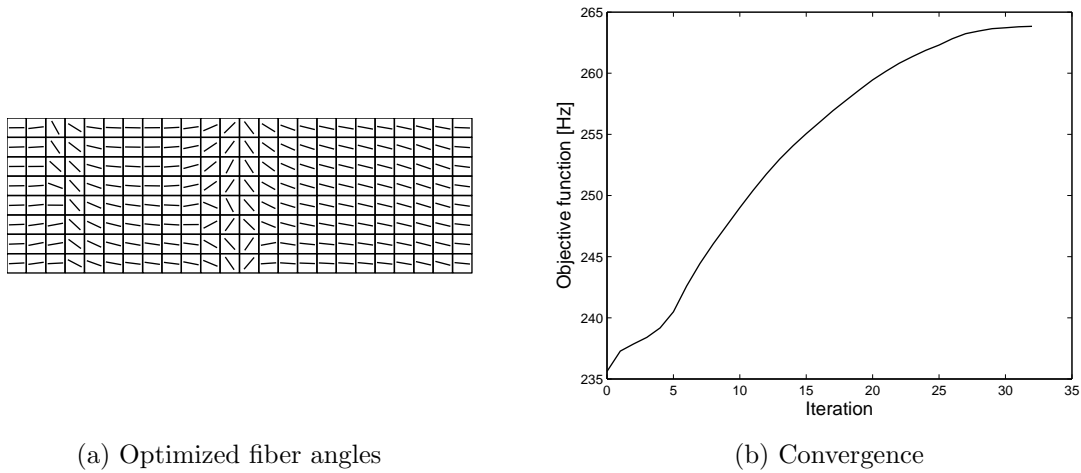 265
260
255
250
245
240
235
Objective function [Hz]
0 5 10 15 20 25 30 35
Iteration
(a) Optimized fiber angles
(b) Convergence